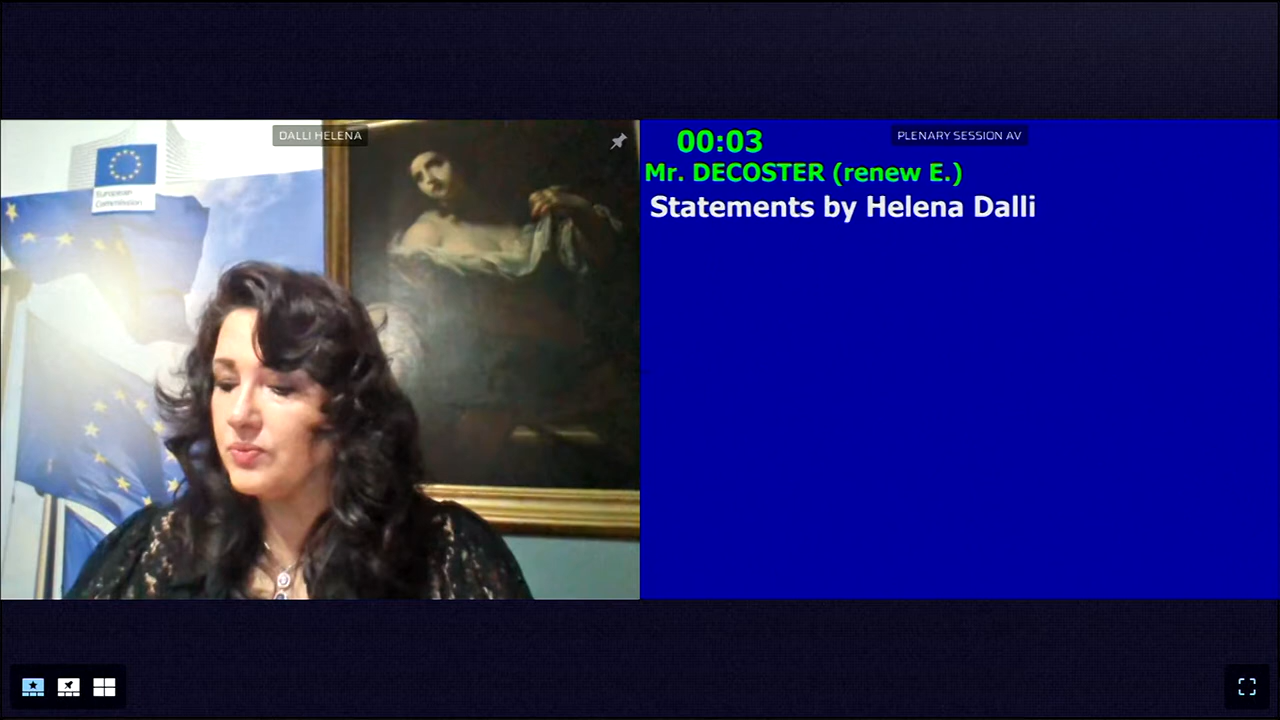 DALLI HELENA
European
Commission
00:03
PLENARY SESSION AV
Mr. DECOSTER (renew E.)
Statements by Helena Dalli